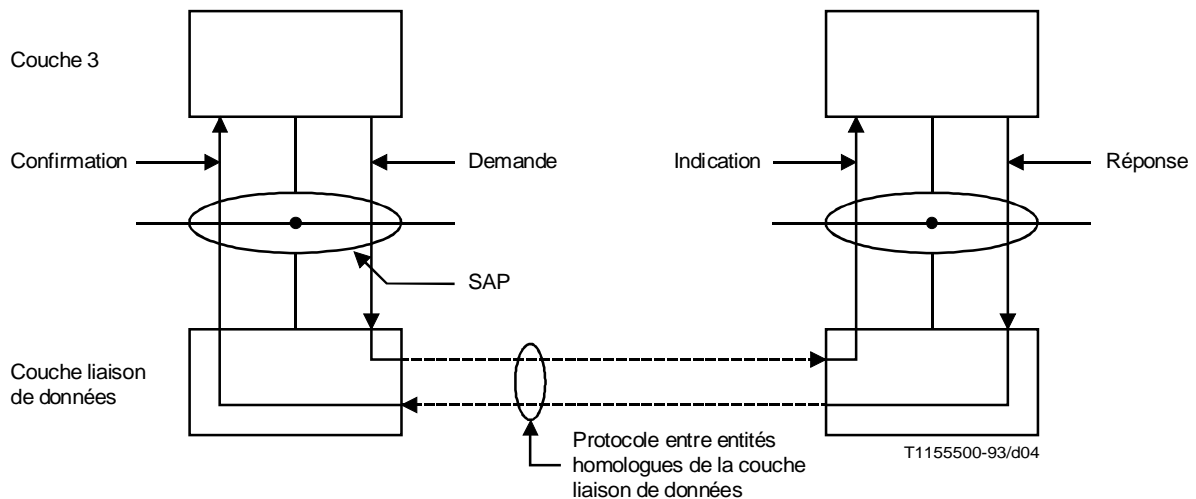 Couche 3
Confirmation
Demande
Indication
Réponse
SAP
Couche liaison
de données
Protocole entre entités
homologues de la couche
liaison de données
T1155500-93/d04